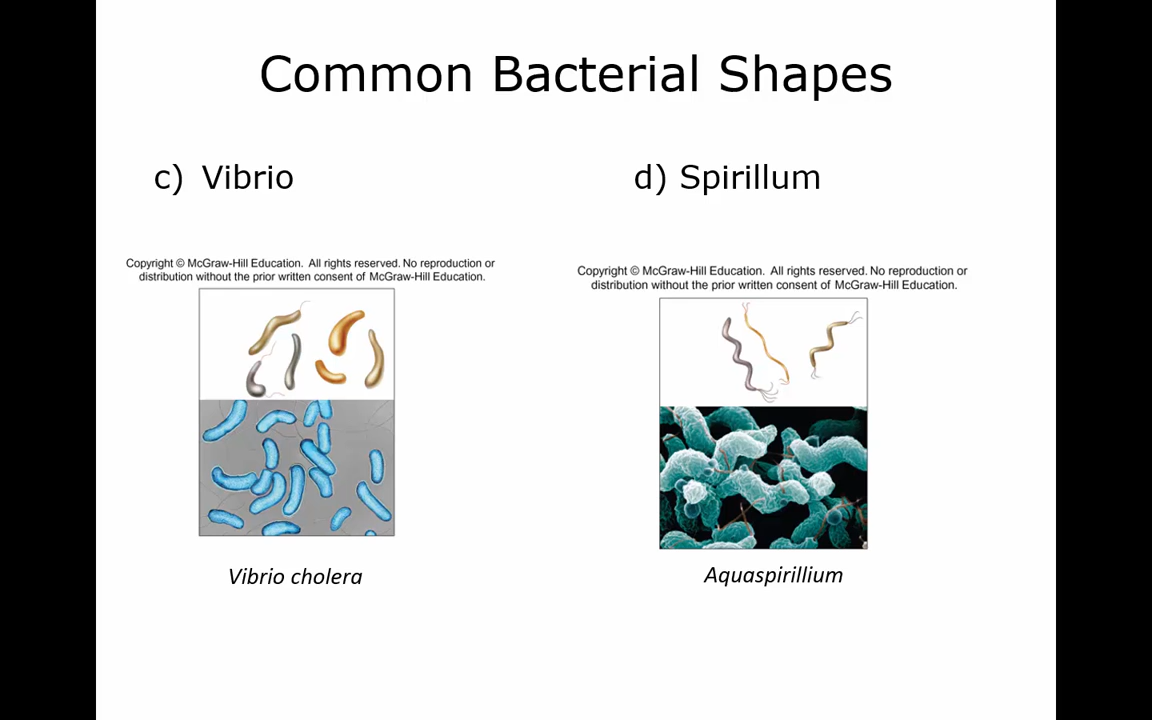 Common Bacterial Shapes
c) Vibrio
d) Spirillum
Copyright © McGraw-Hill Education. All rights reserved. No reproduction or
distribution without the prior written consent of McGraw-Hill Education.
Copyright © McGraw-Hill Education. All rights reserved. No reproduction or
distribution without the prior written consent of McGraw-Hill Education.
Vibrio cholera
Aquaspirillium